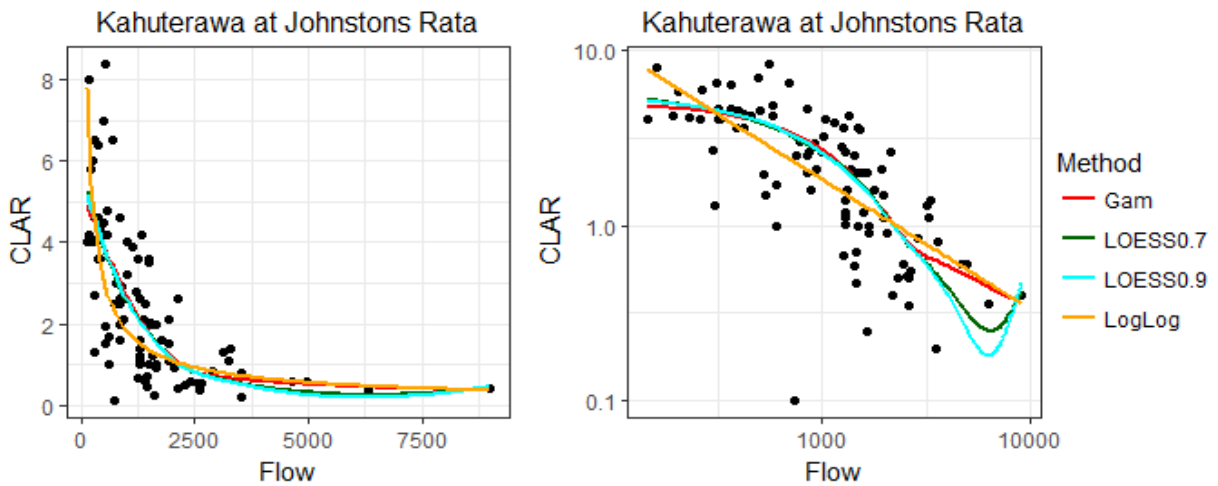 Kahuterawa at Johnstons Rata
CLAR
8
6
4
2
0
0
2500
5000
7500
Flow
Kahuterawa at Johnstons Rata
CLAR
10.0
1.0
0.1
1000
10000
Flow
Method
Gam
LOESS0.7
LOESS0.9
LogLog